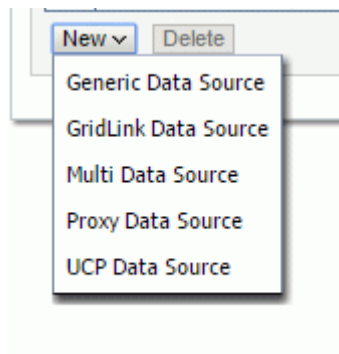 New Delete
Generic Data Source
GridLink Data Source
Multi Data Source
Proxy Data Source
UCP Data Source